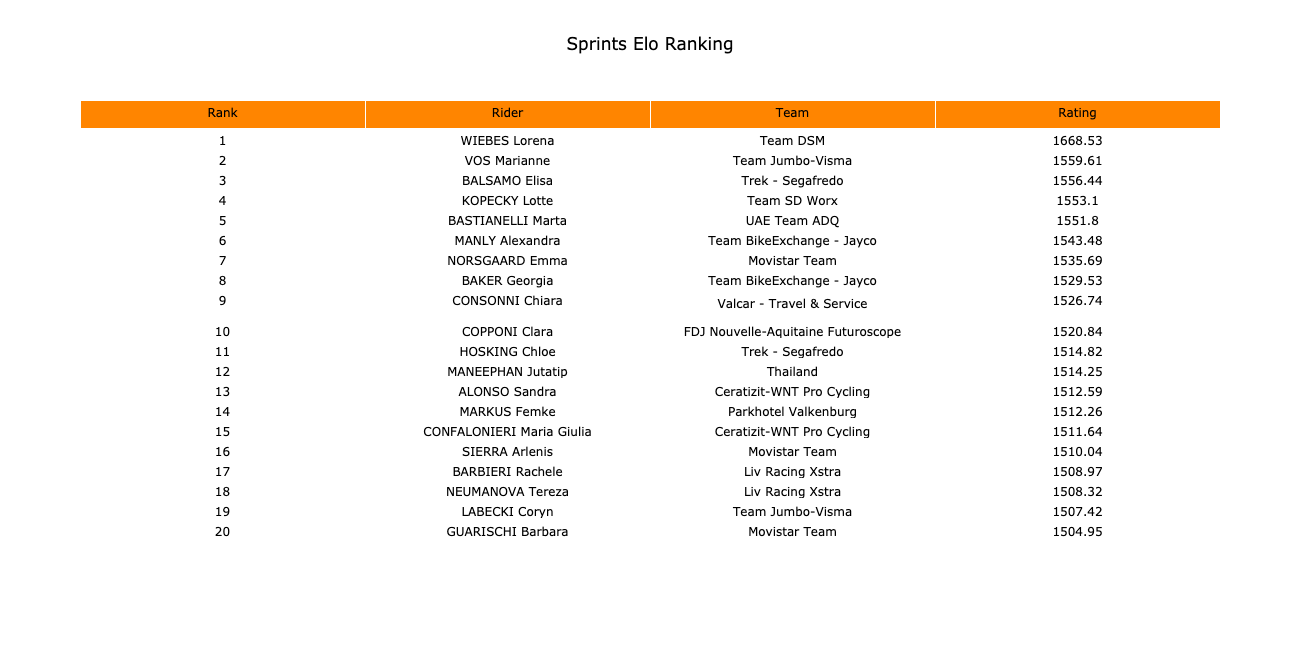 Sprints Elo Ranking
Rank Rider Team Rating
1 WIEBES Lorena Team DSM 1668.53
2 VOS Marianne Team Jumbo-Visma 1559.61
3 BALSAMO Elisa Trek - Segafredo 1556.44
4 KOPECKY Lotte Team SD Worx 1553.1
5 BASTIANELLI Marta UAE Team ADQ 1551.8
6 MANLY Alexandra Team BikeExchange - Jayco 1543.48
7 NORSGAARD Emma Movistar Team 1535.69
8 BAKER Georgia Team BikeExchange - Jayco 1529.53
9 CONSONNI Chiara Valcar - Travel & Service 1526.74
10 COPPONI Clara FDJ Nouvelle-Aquitaine Futuroscope 1520.84
11 HOSKING Chloe Trek - Segafredo 1514.82
12 MANEEPHAN Jutatip Thailand 1514.25
13 ALONSO Sandra Ceratizit-WNT Pro Cycling 1512.59
14 MARKUS Femke Parkhotel Valkenburg 1512.26
15 CONFALONIERI Maria Giulia Ceratizit-WNT Pro Cycling 1511.64
16 SIERRA Arlenis Movistar Team 1510.04
17 BARBIERI Rachele Liv Racing Xstra 1508.97
18 NEUMANOVA Tereza Liv Racing Xstra 1508.32
19 LABECKI Coryn Team Jumbo-Visma 1507.42
20 GUARISCHI Barbara Movistar Team 1504.95